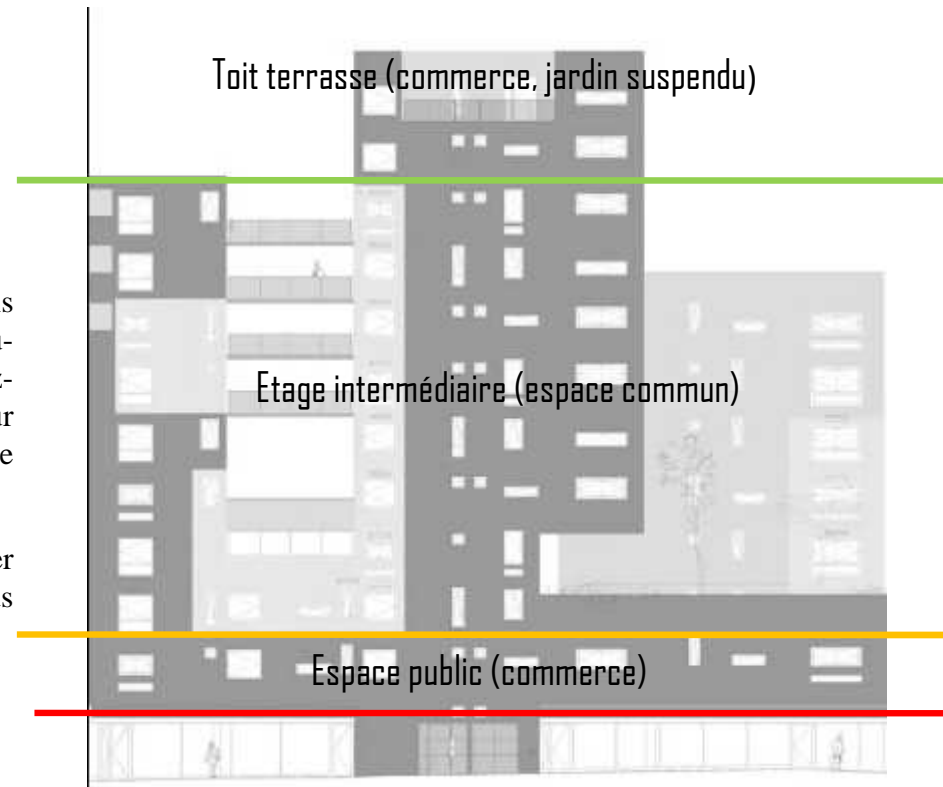 Toit terrasse (commerce, jardin suspendu)
Etage intermédiaire (espace commun)
Espace public (commerce)